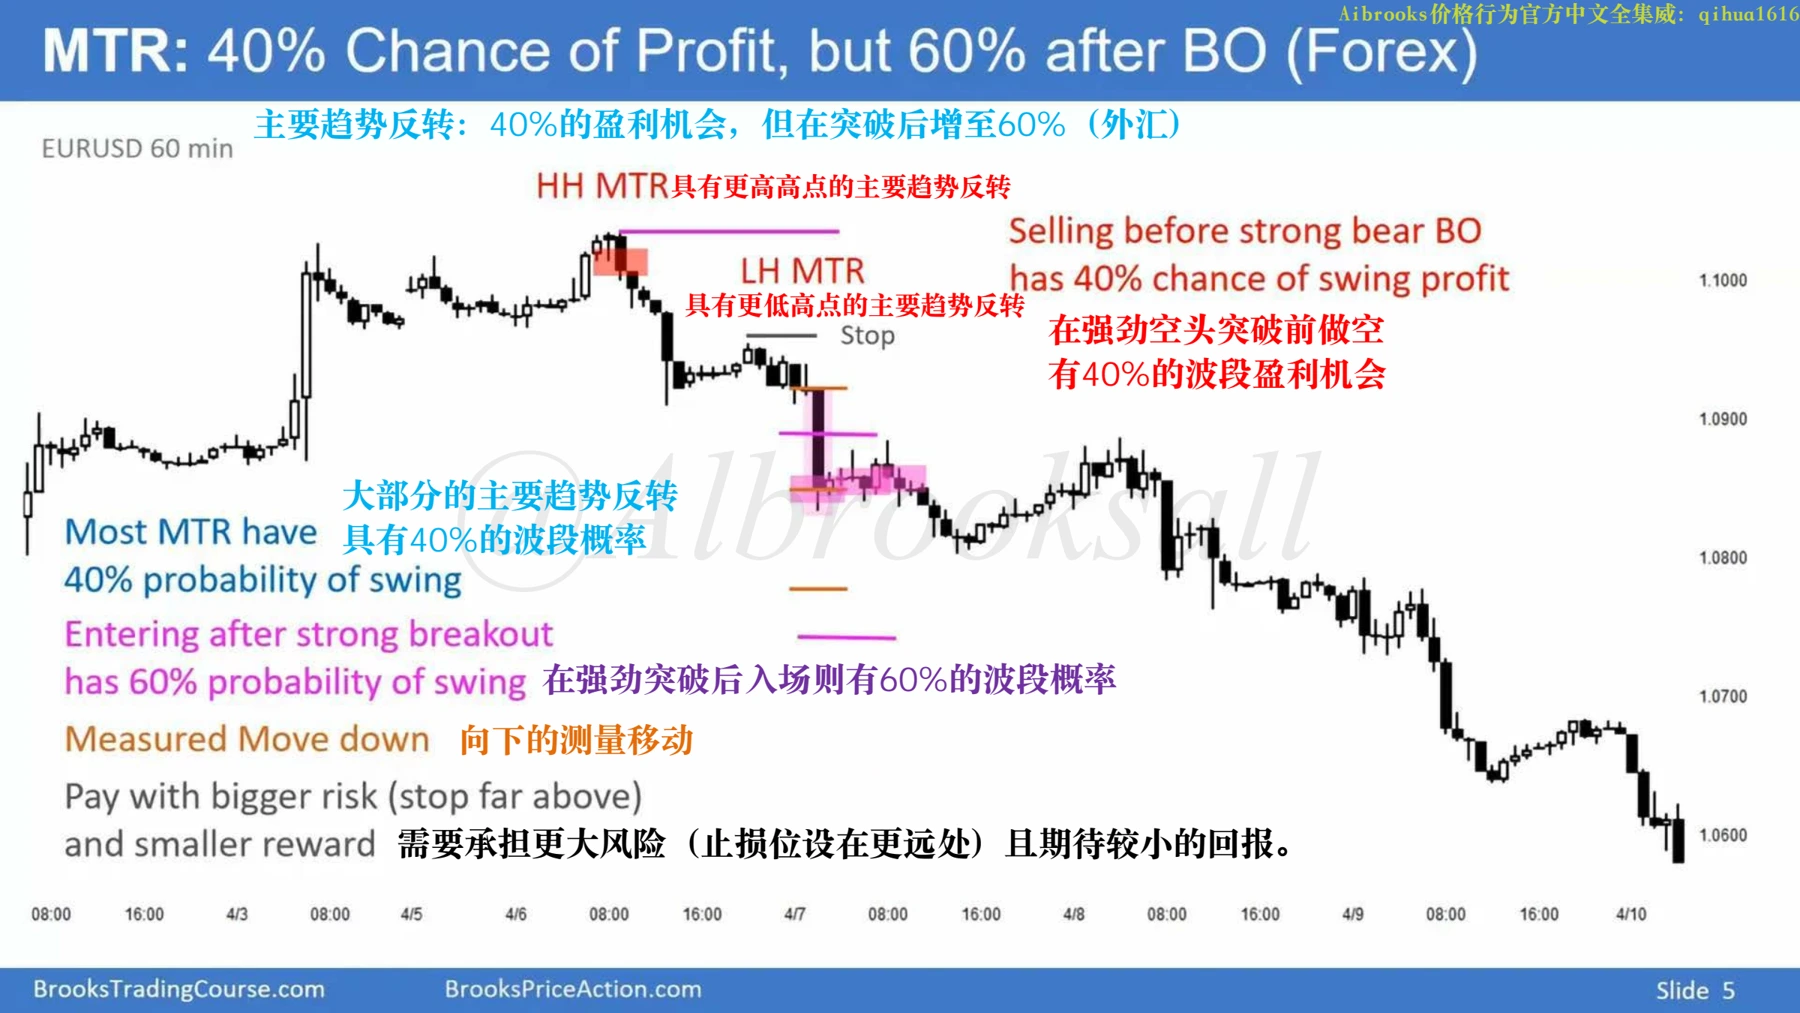 Aibrooks价格行为官方中文全集威：qihua1616
MTR: 40% Chance of Profit, but 60% after BO (Forex)
主要趋势反转：40%的盈利机会，但在突破后增至60%（外汇）
EURUSD 60 min
HH MTR具有更高高点的主要趋势反转
LH MTR
具有更低高点的主要趋势反转
Stop
Selling before strong bear BO
has 40% chance of swing profit
在强劲空头突破前做空
有40%的波段盈利机会
1.1000
1.0900
1.0800
1.0700
1.0600
@Albrooksall
大部分的主要趋势反转
具有40%的波段概率
Most MTR have
40% probability of swing
Entering after strong breakout
has 60% probability of swing 在强劲突破后入场则有60%的波段概率
Measured Move down 向下的测量移动
Pay with bigger risk (stop far above)
and smaller reward 需要承担更大风险（止损位设在更远处）且期待较小的回报。
08:00 16:00 4/3 08:00 4/5 4/6 08:00 16:00 4/7 08:00 16:00 4/8 08:00 16:00 4/9 08:00 16:00 4/10
BrooksTradingCourse.com BrooksPriceAction.com Slide 5